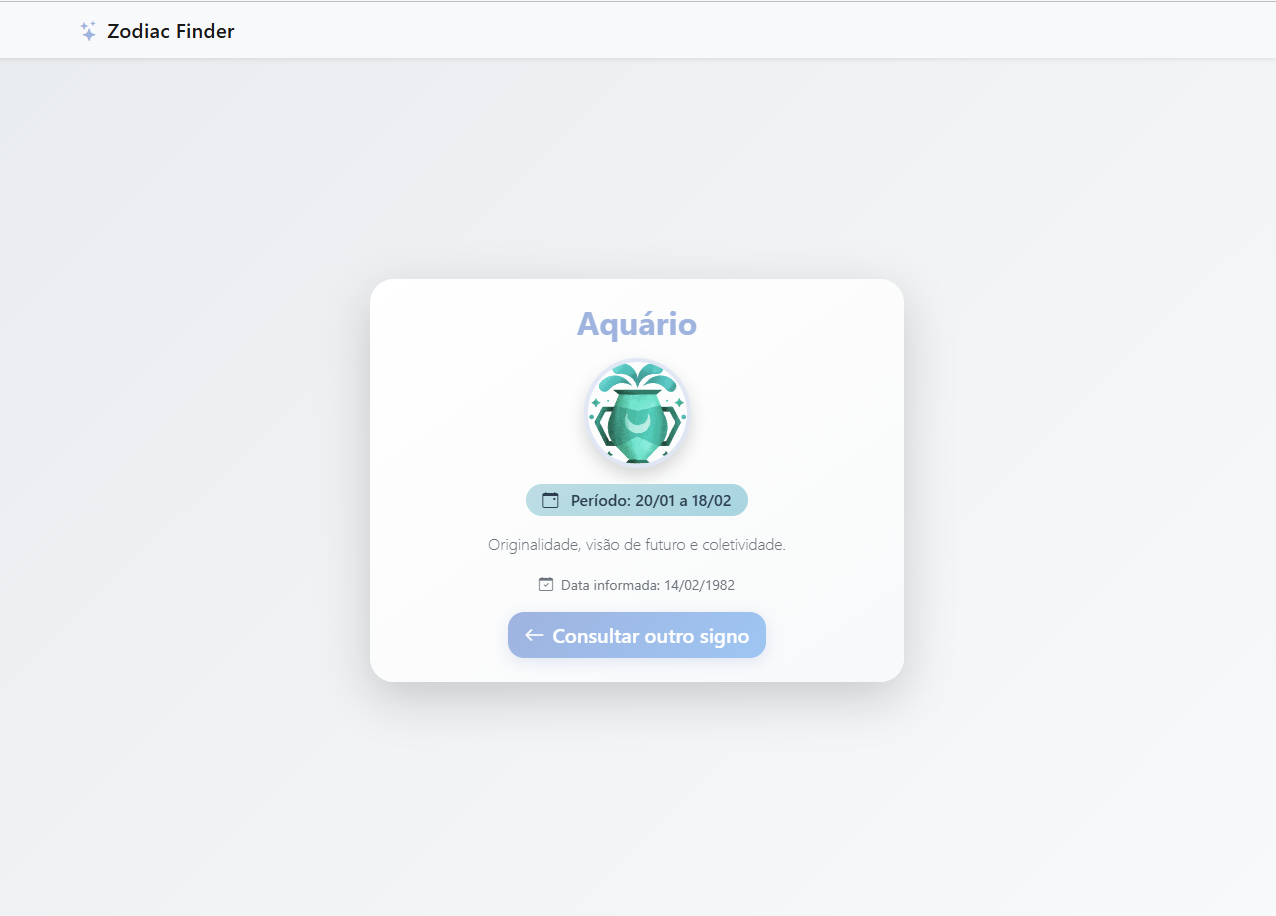 Zodiac Finder
Aquário
Período: 20/01 a 18/02
Originalidade, visão de futuro e coletividade.
Data informada: 14/02/1982
Consultar outro signo